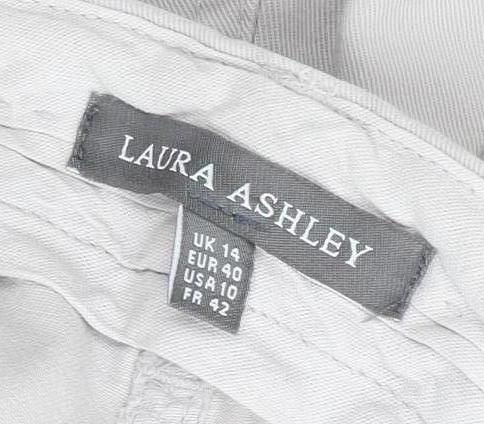 LAURA ASHLEY
UK 14
EUR 40
USA 10
FR 42